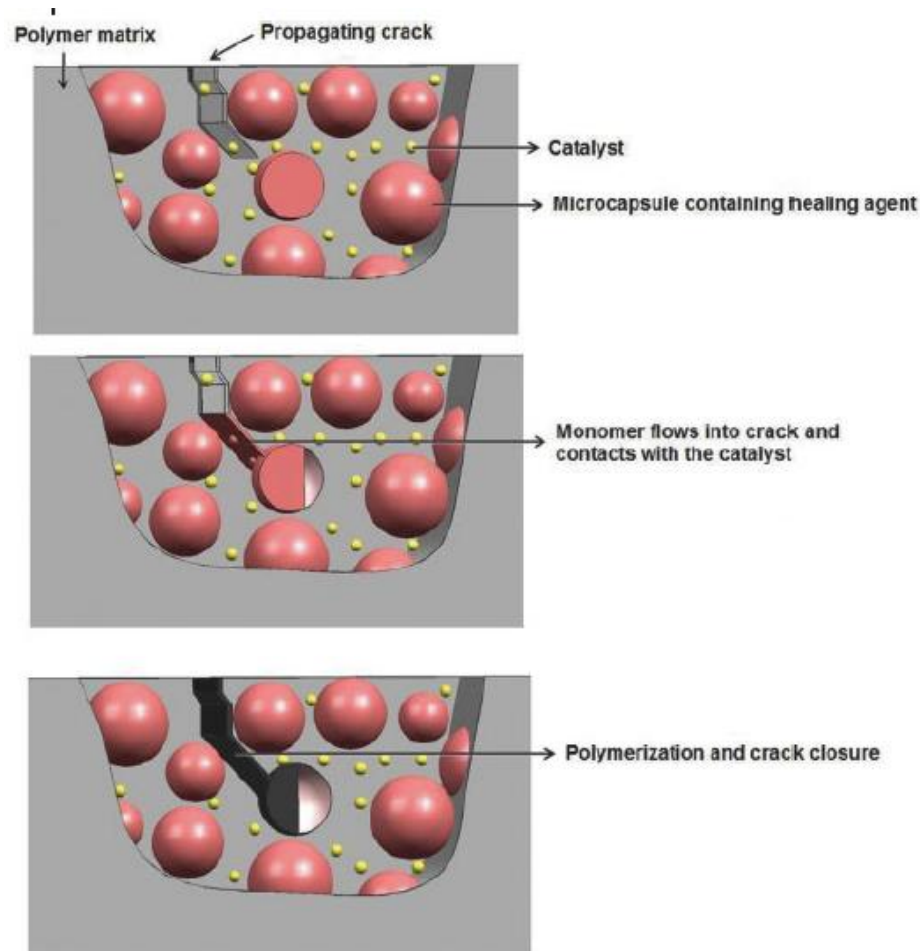 Polymer matrix
Propagating crack
Catalyst
Microcapsule containing healing agent
Monomer flows into crack and
contacts with the catalyst
Polymerization and crack closure